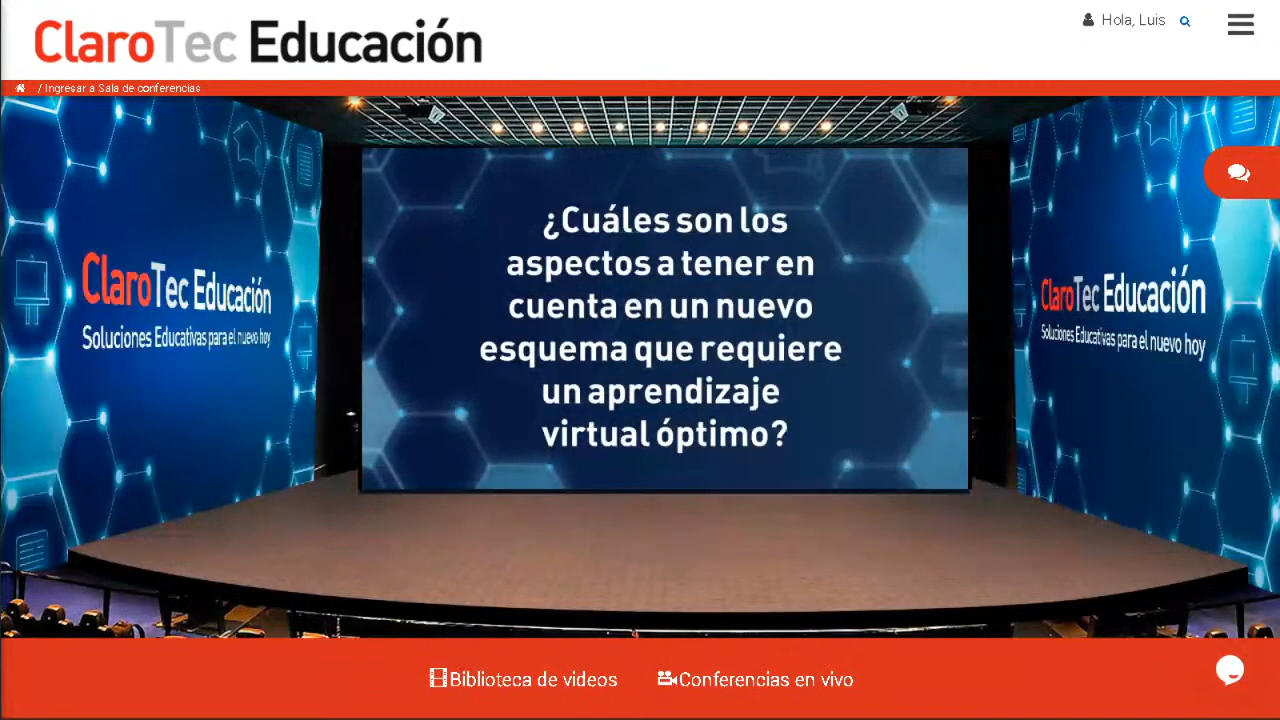 ClaroTec Educación
Hola, Luis
/ Ingresar a Sala de conferencias
ClaroTec Educación
Soluciones Educativas para el nuevo hoy
¿Cuáles son los
aspectos a tener en
cuenta en un nuevo
esquema que requiere
un aprendizaje
virtual óptimo?
ClaroTec Educación
Soluciones Educativas para el nuevo hoy
Biblioteca de videos
Conferencias en vivo